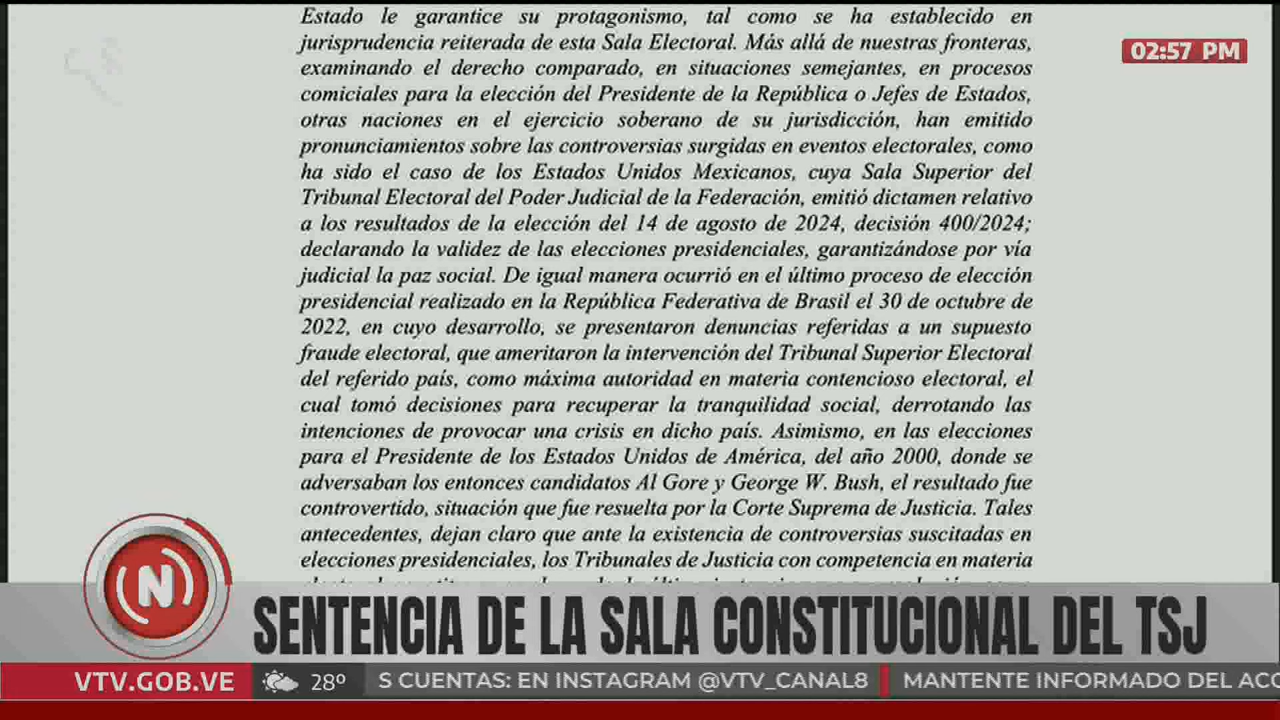 Estado le garantice su protagonismo, tal como se ha establecido en
jurisprudencia reiterada de esta Sala Electoral. Más allá de nuestras fronteras,
examinando el derecho comparado, en situaciones semejantes, en procesos
comiciales para la elección del Presidente de la República o Jefes de Estados,
otras naciones en el ejercicio soberano de su jurisdicción, han emitido
pronunciamientos sobre las controversias surgidas en eventos electorales, como
ha sido el caso de los Estados Unidos Mexicanos, cuya Sala Superior del
Tribunal Electoral del Poder Judicial de la Federación, emitió dictamen relativo
a los resultados de la elección del 14 de agosto de 2024, decisión 400/2024;
declarando la validez de las elecciones presidenciales, garantizándose por vía
judicial la paz social. De igual manera ocurrió en el último proceso de elección
presidencial realizado en la República Federativa de Brasil el 30 de octubre de
2022, en cuyo desarrollo, se presentaron denuncias referidas a un supuesto
fraude electoral, que ameritaron la intervención del Tribunal Superior Electoral
del referido país, como máxima autoridad en materia contencioso electoral, el
cual tomó decisiones para recuperar la tranquilidad social, derrotando las
intenciones de provocar una crisis en dicho país. Asimismo, en las elecciones
para el Presidente de los Estados Unidos de América, del año 2000, donde se
adversaban los entonces candidatos Al Gore y George W. Bush, el resultado fue
controvertido, situación que fue resuelta por la Corte Suprema de Justicia. Tales
antecedentes, dejan claro que ante la existencia de controversias suscitadas en
elecciones presidenciales, los Tribunales de Justicia con competencia en materia
02:57 PM
N
SENTENCIA DE LA SALA CONSTITUCIONAL DEL TSJ
VTV.GOB.VE 28° S CUENTAS: EN INSTAGRAM @VTV_CANAL8 MANTENTE INFORMADO DEL ACO